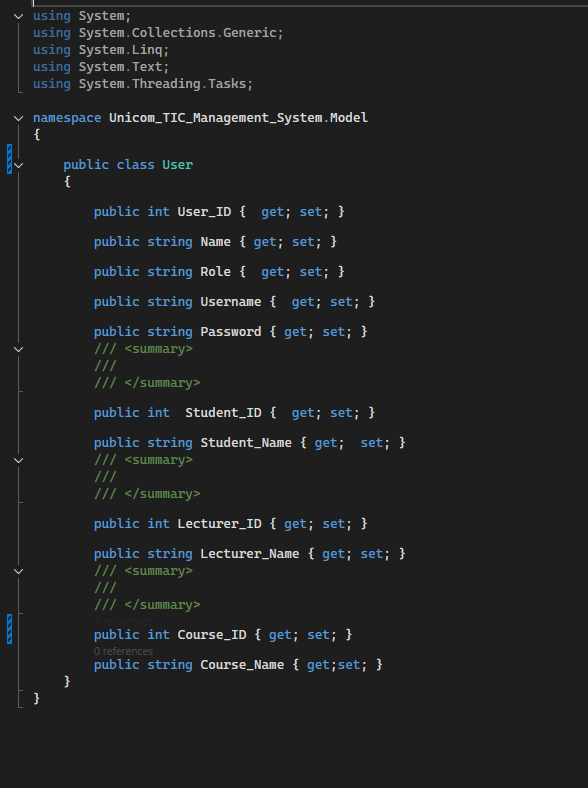 using System;
using System.Collections.Generic;
using System.Linq;
using System.Text;
using System.Threading.Tasks;
namespace Unicom_TIC_Management_System.Model
{
public class User
{
public int User_ID {  get; set; }
public string Name { get; set; }
public string Role {  get; set; }
public string Username {  get; set; }
public string Password { get; set; }
/// <summary>
///
/// </summary>
public int  Student_ID {  get; set; }
public string Student_Name { get;  set; }
/// <summary>
///
/// </summary>
public int Lecturer_ID { get; set; }
public string Lecturer_Name { get; set; }
/// <summary>
///
/// </summary>
public int Course_ID { get; set; }
0 references
public string Course_Name { get;set; }
}
}